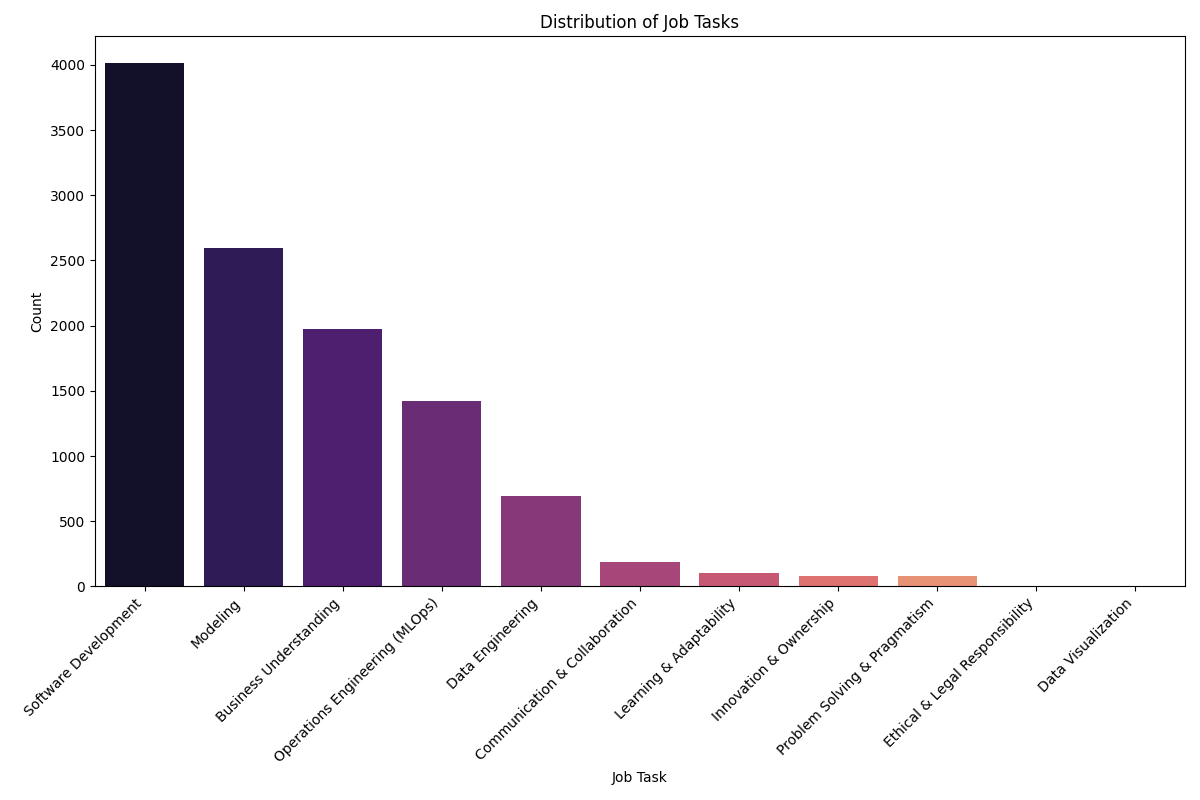 Distribution of Job Tasks
4000
3500
3000
2500
2000
1500
1000
500
0
Count
Software Development
Modeling
Business Understanding
Operations Engineering (MLOps)
Data Engineering
Communication & Collaboration
Learning & Adaptability
Innovation & Ownership
Problem Solving & Pragmatism
Ethical & Legal Responsibility
Data Visualization
Job Task